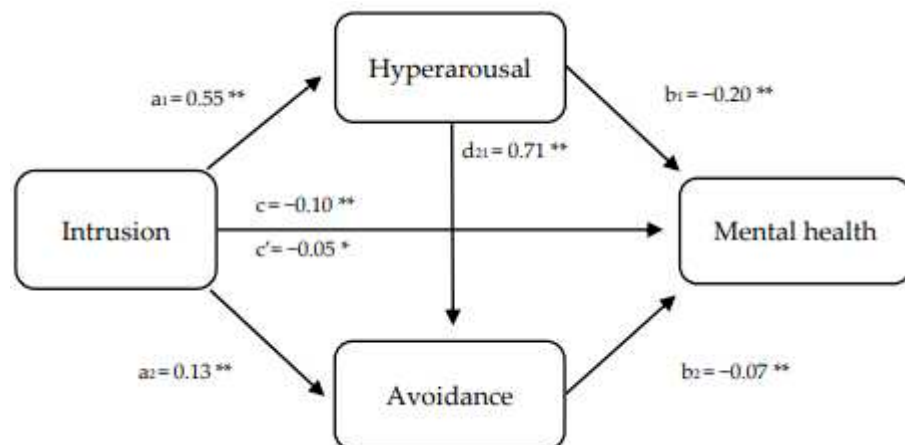 Hyperarousal
a1 = 0.55 **
b1 = −0.20 **
d21 = 0.71 **
Intrusion
c = −0.10 **
c' = −0.05 *
Mental health
a2 = 0.13 **
b2 = −0.07 **
Avoidance